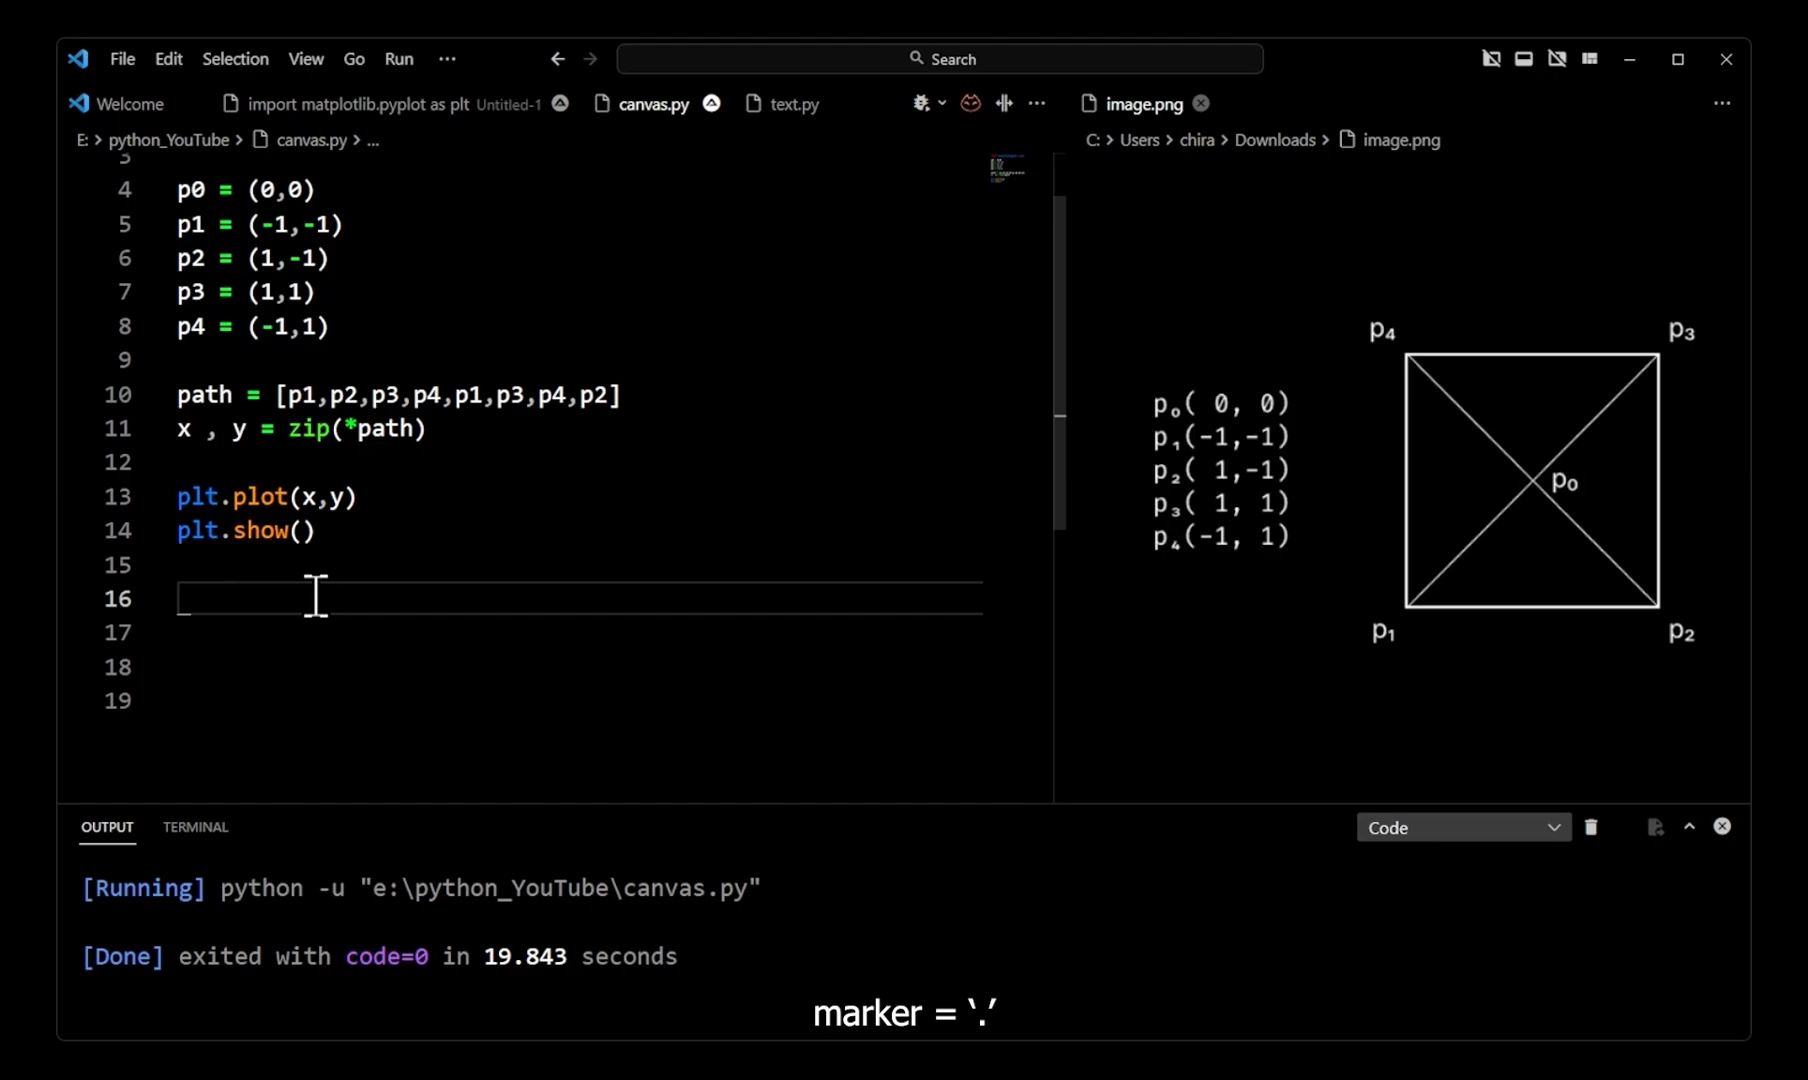 File Edit Selection View Go Run ··· Search
Welcome import matplotlib.pyplot as plt Untitled-1 canvas.py text.py ··· image.png ···
E: > python_YouTube > canvas.py > ... C: > Users > chira > Downloads > image.png
3
4 p0 = (0,0)
5 p1 = (-1,-1)
6 p2 = (1,-1)
7 p3 = (1,1)
8 p4 = (-1,1)
9
10 path = [p1,p2,p3,p4,p1,p3,p4,p2]
11 x , y = zip(*path)
12
13 plt.plot(x,y)
14 plt.show()
15
16
17
18
19
p₀( 0, 0)
p₁(-1,-1)
p₂( 1,-1)
p₃( 1, 1)
p₄(-1, 1)
p₄ p₃
p₀
p₁ p₂
OUTPUT TERMINAL Code
[Running] python -u "e:\python_YouTube\canvas.py"
[Done] exited with code=0 in 19.843 seconds
marker = ‘.’